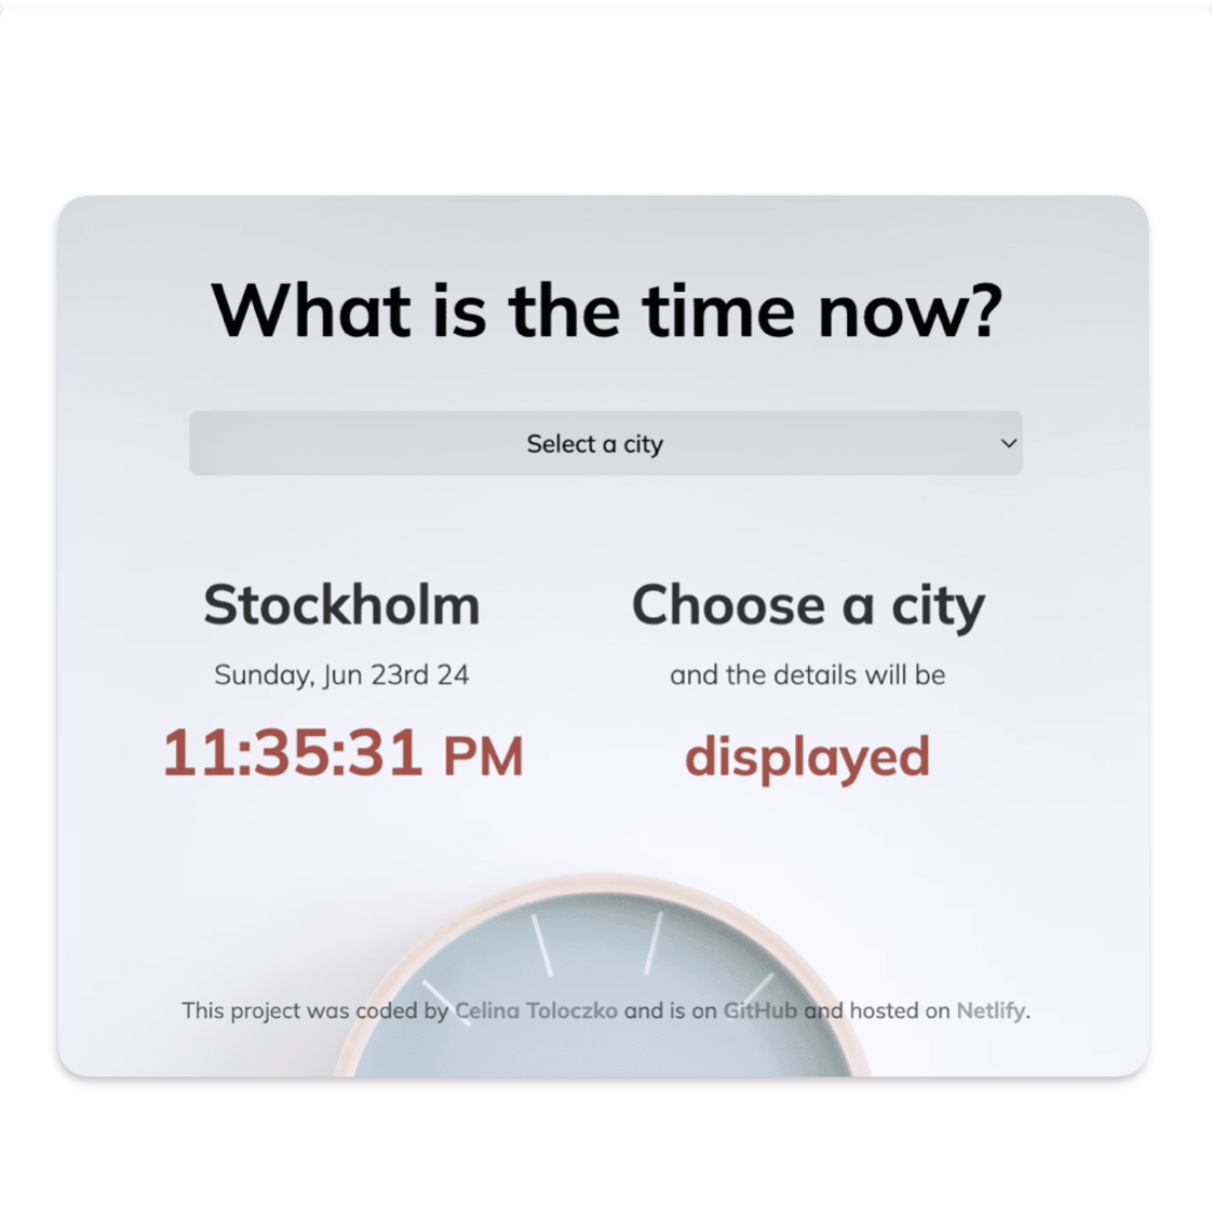 What is the time now?
Select a city
Stockholm
Sunday, Jun 23rd 24
11:35:31 PM
Choose a city
and the details will be
displayed
This project was coded by Celina Toloczko and is on GitHub and hosted on Netlify.